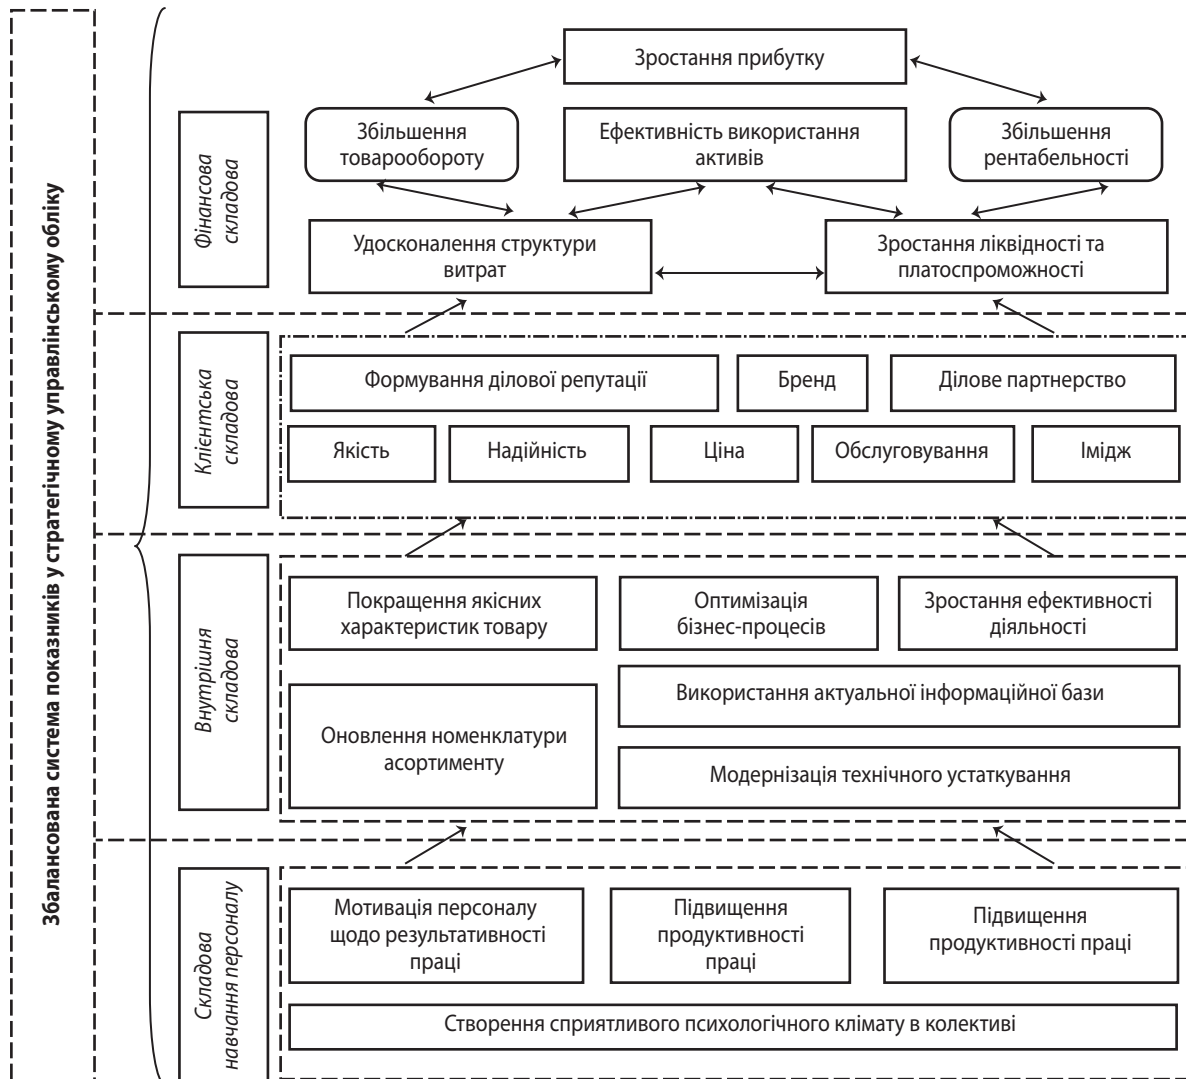 Збалансована система показників у стратегічному управлінському обліку
Фінансова
складова
Зростання прибутку
Збільшення
товарообороту
Ефективність використання
активів
Збільшення
рентабельності
Удосконалення структури
витрат
Зростання ліквідності та
платоспроможності
Клієнтська
складова
Формування ділової репутації
Бренд
Ділове партнерство
Якість
Надійність
Ціна
Обслуговування
Імідж
Внутрішня
складова
Покращення якісних
характеристик товару
Оптимізація
бізнес-процесів
Зростання ефективності
діяльності
Оновлення номенклатури
асортименту
Використання актуальної інформаційної бази
Модернізація технічного устаткування
Складова
навчання персоналу
Мотивація персоналу
щодо результативності
праці
Підвищення
продуктивності
праці
Підвищення
продуктивності праці
Створення сприятливого психологічного клімату в колективі